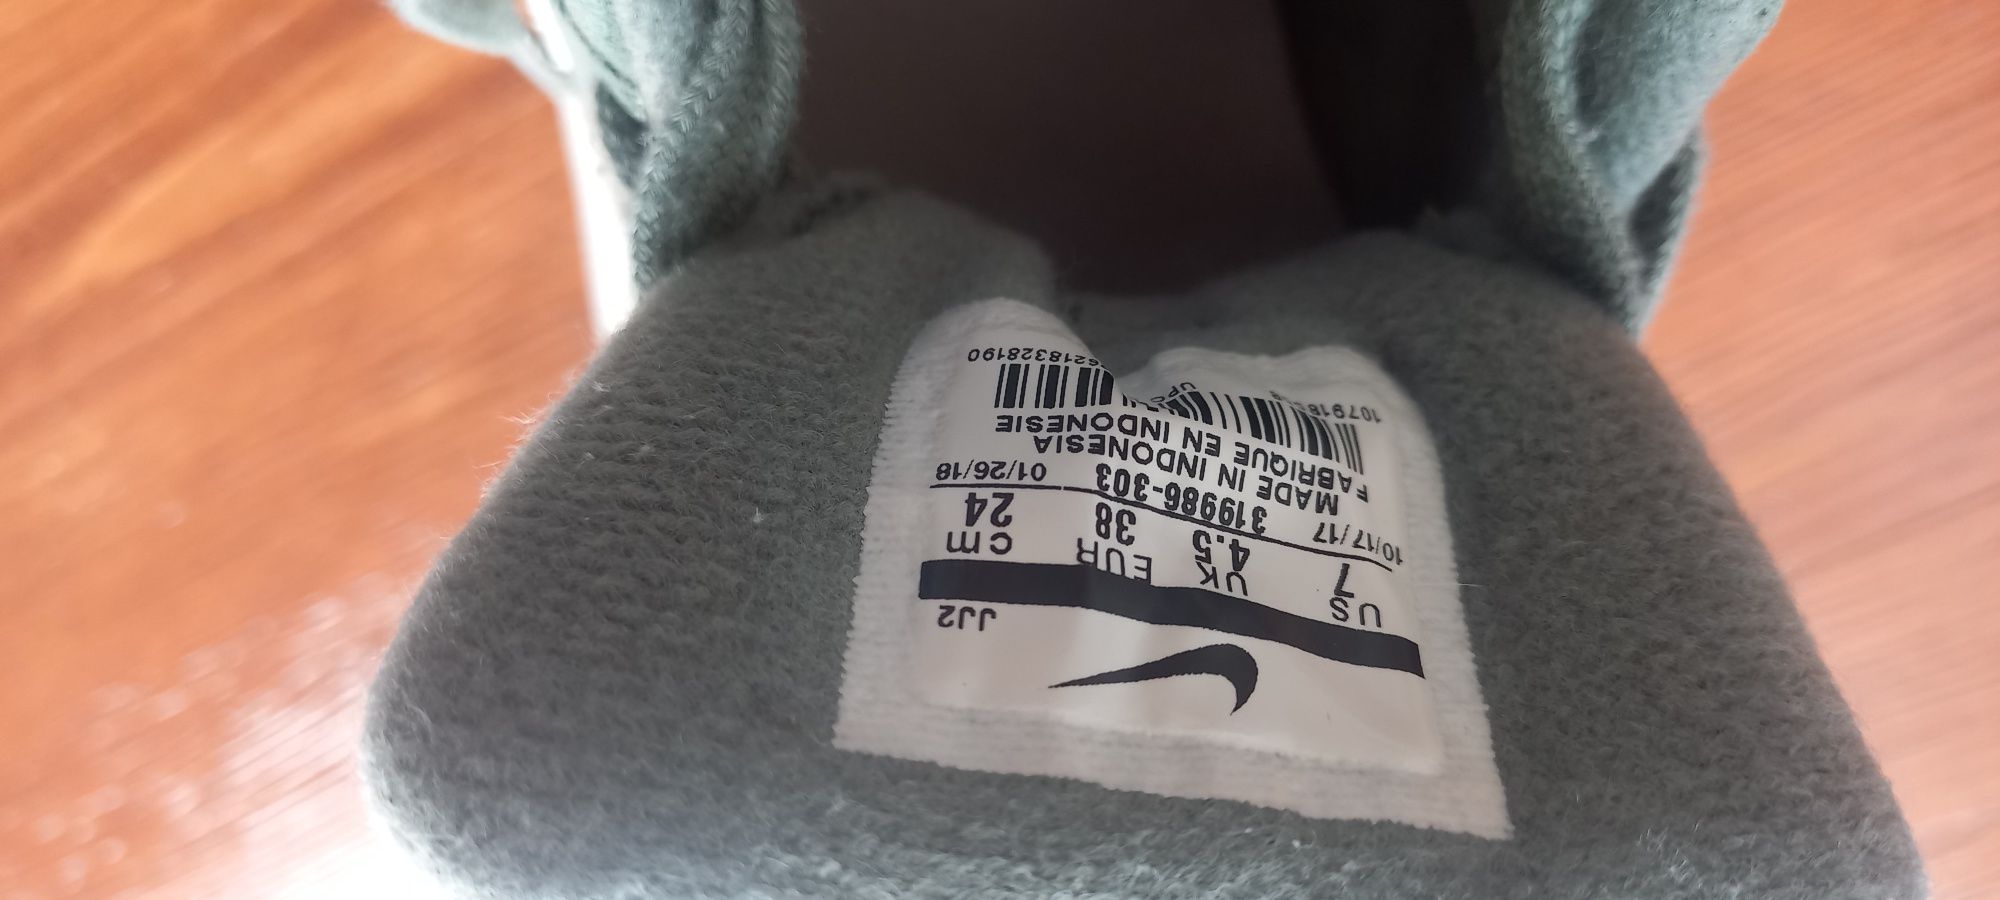 JJ2
US UK EUR cm
7 4.5 38 24
10/17/17 319986-303 01/26/18
MADE IN INDONESIA
FABRIQUE EN INDONESIE